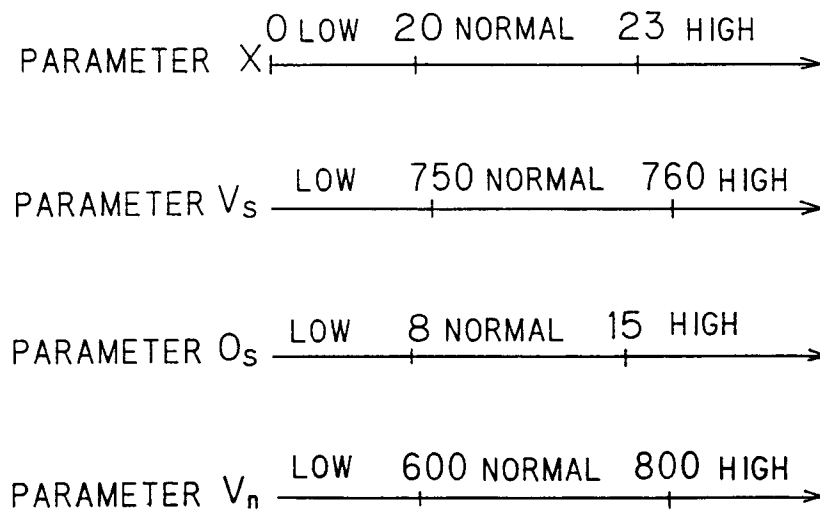 0 LOW 20 NORMAL 23 HIGH
PARAMETER X
LOW 750 NORMAL 760 HIGH
PARAMETER Vs
LOW 8 NORMAL 15 HIGH
PARAMETER Os
LOW 600 NORMAL 800 HIGH
PARAMETER Vn